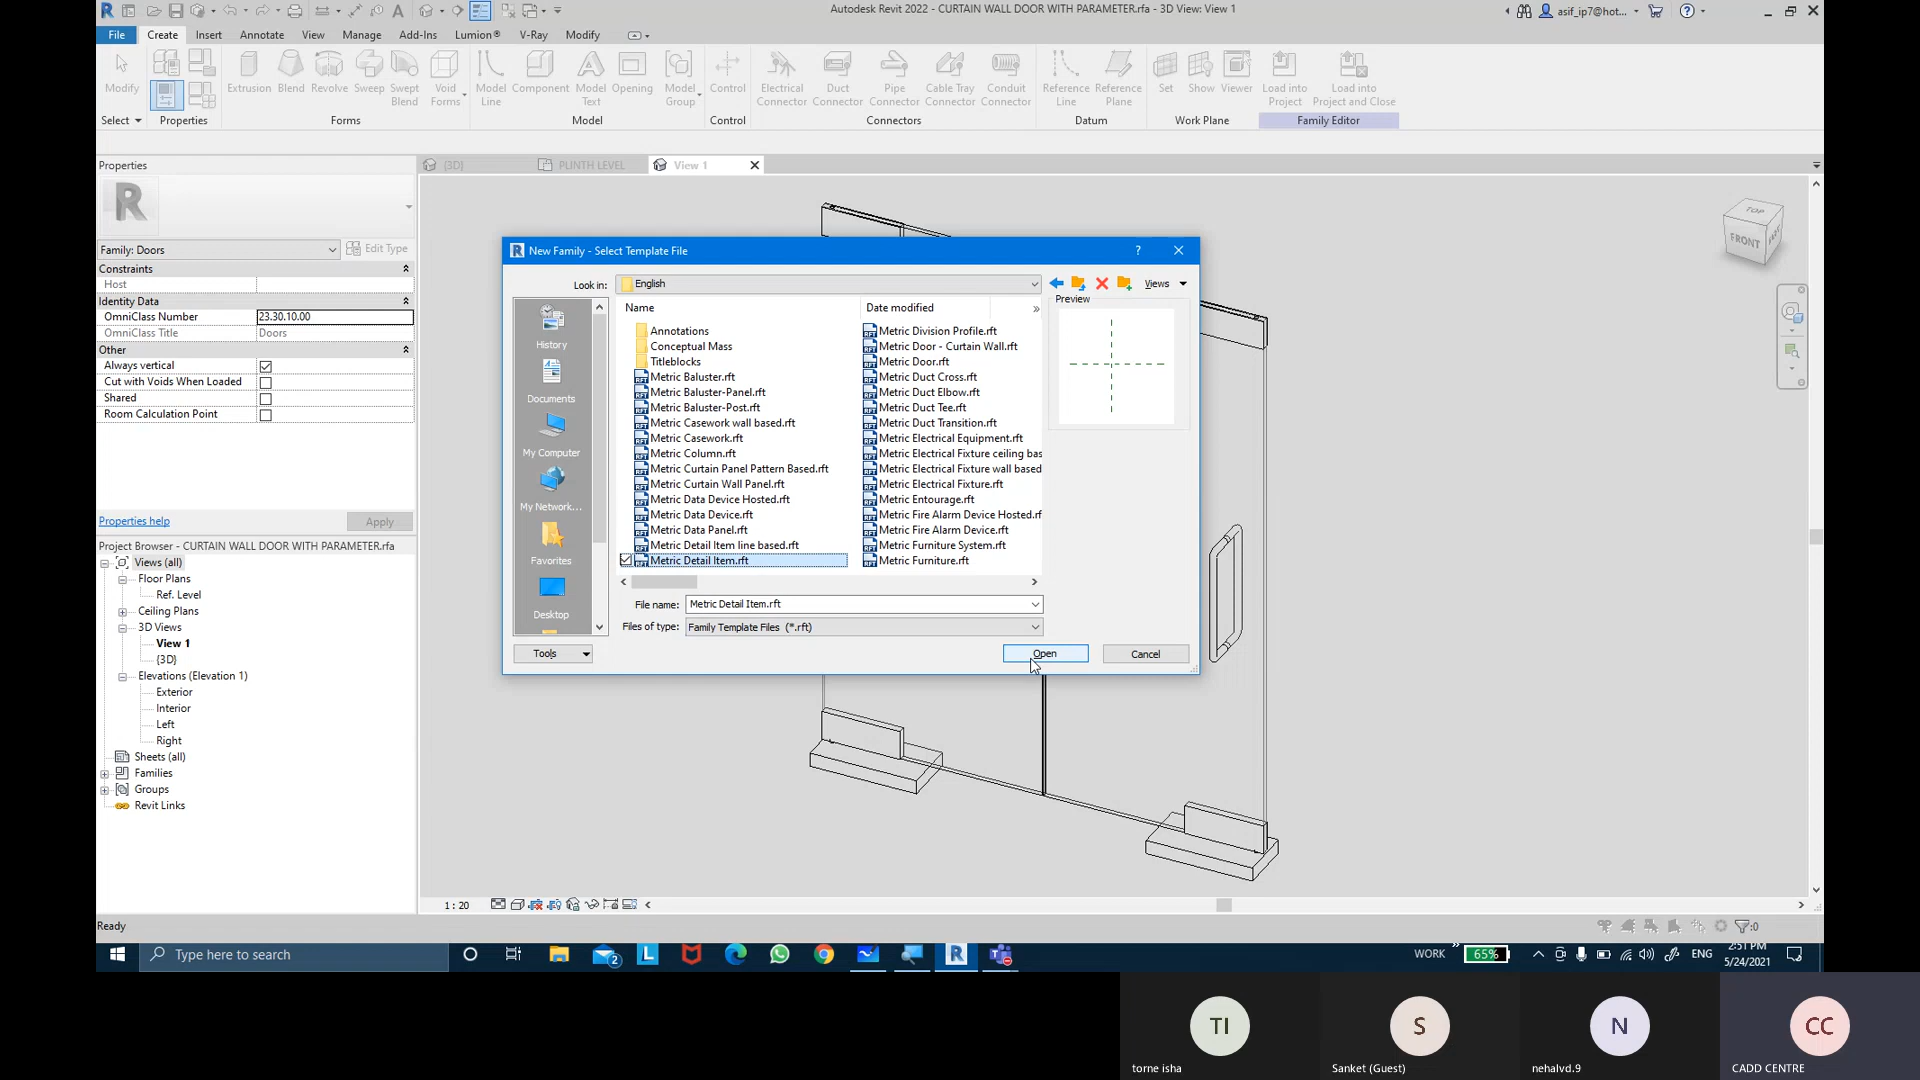 Autodesk Revit 2022 - CURTAIN WALL DOOR WITH PARAMETER.rfa - 3D View: View 1
asif_ip7@hot...
File Create Insert Annotate View Manage Add-Ins Lumion® V-Ray Modify
Modify Extrusion Blend Revolve Sweep Swept Blend Void Forms Model Line Component Model Text Opening Model Group Control Electrical Connector Duct Connector Pipe Connector Cable Tray Connector Conduit Connector Reference Line Reference Plane Set Show Viewer Load into Project Load into Project and Close
Select Properties Forms Model Control Connectors Datum Work Plane Family Editor
Properties
{3D} PLINTH LEVEL View 1
Family: Doors Edit Type
Constraints
Host
Identity Data
OmniClass Number 23.30.10.00
OmniClass Title Doors
Other
Always vertical
Cut with Voids When Loaded
Shared
Room Calculation Point
Properties help Apply
Project Browser - CURTAIN WALL DOOR WITH PARAMETER.rfa
Views (all)
Floor Plans
Ref. Level
Ceiling Plans
3D Views
View 1
{3D}
Elevations (Elevation 1)
Exterior
Interior
Left
Right
Sheets (all)
Families
Groups
Revit Links
TOP
FRONT
New Family - Select Template File
Look in: English Views
History
Documents
My Computer
My Network...
Favorites
Desktop
Name Date modified
Annotations
Conceptual Mass
Titleblocks
Metric Baluster.rft
Metric Baluster-Panel.rft
Metric Baluster-Post.rft
Metric Casework wall based.rft
Metric Casework.rft
Metric Column.rft
Metric Curtain Panel Pattern Based.rft
Metric Curtain Wall Panel.rft
Metric Data Device Hosted.rft
Metric Data Device.rft
Metric Data Panel.rft
Metric Detail Item line based.rft
Metric Detail Item.rft
Metric Division Profile.rft
Metric Door - Curtain Wall.rft
Metric Door.rft
Metric Duct Cross.rft
Metric Duct Elbow.rft
Metric Duct Tee.rft
Metric Duct Transition.rft
Metric Electrical Equipment.rft
Metric Electrical Fixture ceiling bas
Metric Electrical Fixture wall based
Metric Electrical Fixture.rft
Metric Entourage.rft
Metric Fire Alarm Device Hosted.rf
Metric Fire Alarm Device.rft
Metric Furniture System.rft
Metric Furniture.rft
Preview
File name: Metric Detail Item.rft
Files of type: Family Template Files (*.rft)
Tools Open Cancel
1 : 20
Ready :0
Type here to search
2
WORK 65% ENG
2:51 PM
5/24/2021
TI S N CC
torne isha Sanket (Guest) nehalvd.9 CADD CENTRE